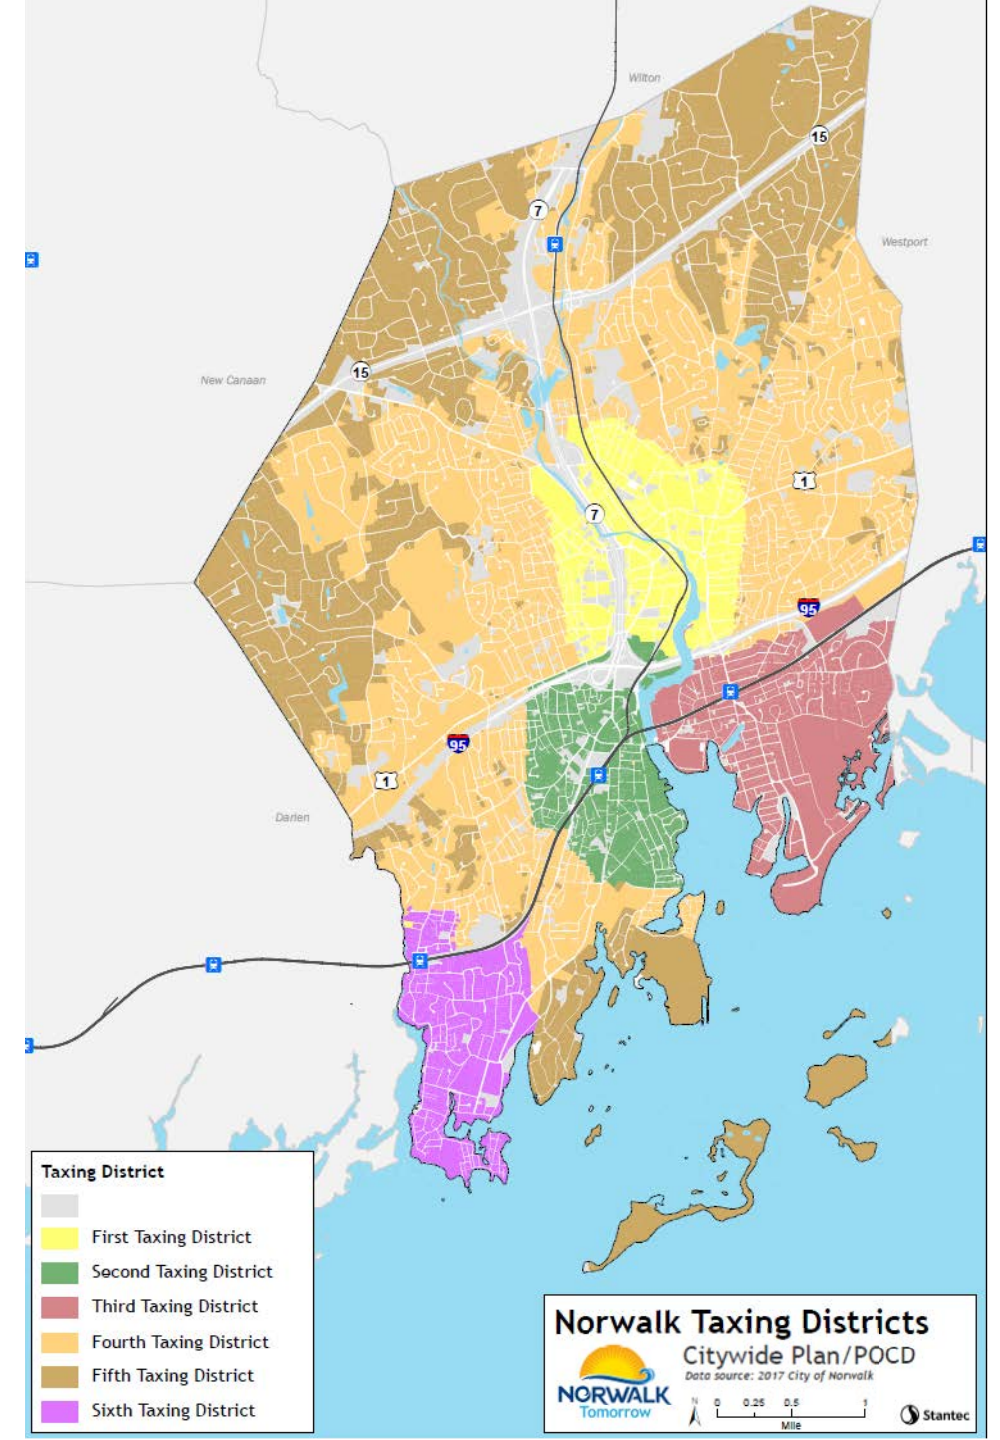 Wilton
15
7
Westport
New Canaan
15
1
7
95
95
1
Darien
Taxing District
First Taxing District
Second Taxing District
Third Taxing District
Fourth Taxing District
Fifth Taxing District
Sixth Taxing District
Norwalk Taxing Districts
Citywide Plan/POCD
Data source: 2017 City of Norwalk
NORWALK
Tomorrow
N
0 0.25 0.5 1
Mile
Stantec